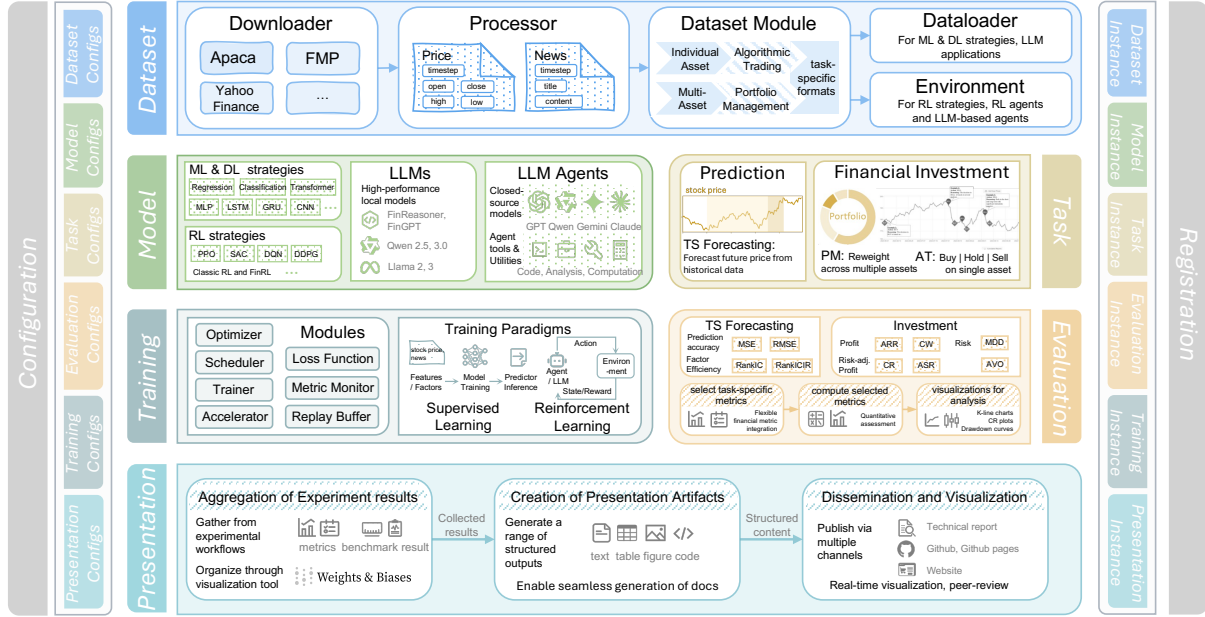 Configuration
Dataset Configs
Model Configs
Task Configs
Evaluation Configs
Training Configs
Presentation Configs
Dataset
Downloader
Apaca
FMP
Yahoo Finance
...
Processor
Price
timestep
open
close
high
low
News
timestep
title
content
Dataset Module
Individual Asset
Algorithmic Trading
Multi-Asset
Portfolio Management
task-specific formats
Dataloader
For ML & DL strategies, LLM applications
Environment
For RL strategies, RL agents and LLM-based agents
Model
ML & DL strategies
Regression
Classification
Transformer
MLP
LSTM
GRU
CNN
...
RL strategies
PPO
SAC
DQN
DDPG
Classic RL and FinRL
...
LLMs
High-performance local models
FinReasoner, FinGPT
Qwen 2.5, 3.0
Llama 2, 3
LLM Agents
Closed-source models
GPT Qwen Gemini Claude
Agent tools & Utilities
Code, Analysis, Computation
Task
Prediction
stock price
TS Forecasting:
Forecast future price from historical data
Financial Investment
Portfolio
PM: Reweight across multiple assets
AT: Buy | Hold | Sell on single asset
Training
Optimizer
Scheduler
Trainer
Accelerator
Modules
Loss Function
Metric Monitor
Replay Buffer
Training Paradigms
stock price, news
Features / Factors
Model Training
Predictor Inference
Supervised Learning
Action
Agent / LLM
Environ-ment
State/Reward
Reinforcement Learning
Evaluation
TS Forecasting
Prediction accuracy
MSE
RMSE
Factor Efficiency
RankIC
RankICIR
Investment
Profit
ARR
CW
Risk
MDD
Risk-adj. Profit
CR
ASR
AVO
select task-specific metrics
Flexible financial metric integration
compute selected metrics
Quantitative assessment
visualizations for analysis
K-line charts
CR plots
Drawdown curves
Presentation
Aggregation of Experiment results
Gather from experimental workflows
metrics
benchmark result
Organize through visualization tool
Weights & Biases
Collected results
Creation of Presentation Artifacts
Generate a range of structured outputs
text table figure code
Enable seamless generation of docs
Structured content
Dissemination and Visualization
Publish via multiple channels
Technical report
Github, Github pages
Website
Real-time visualization, peer-review
Dataset Instance
Model Instance
Task Instance
Evaluation Instance
Training Instance
Presentation Instance
Registration